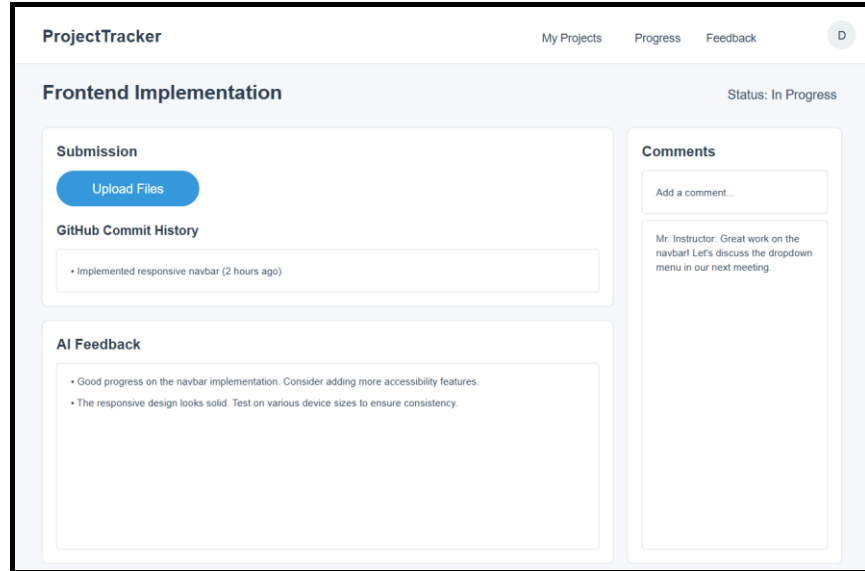 ProjectTracker
My Projects Progress Feedback D
Frontend Implementation
Status: In Progress
Submission
Upload Files
GitHub Commit History
• Implemented responsive navbar (2 hours ago)
AI Feedback
• Good progress on the navbar implementation. Consider adding more accessibility features.
• The responsive design looks solid. Test on various device sizes to ensure consistency.
Comments
Add a comment...
Mr. Instructor: Great work on the
navbar! Let's discuss the dropdown
menu in our next meeting.